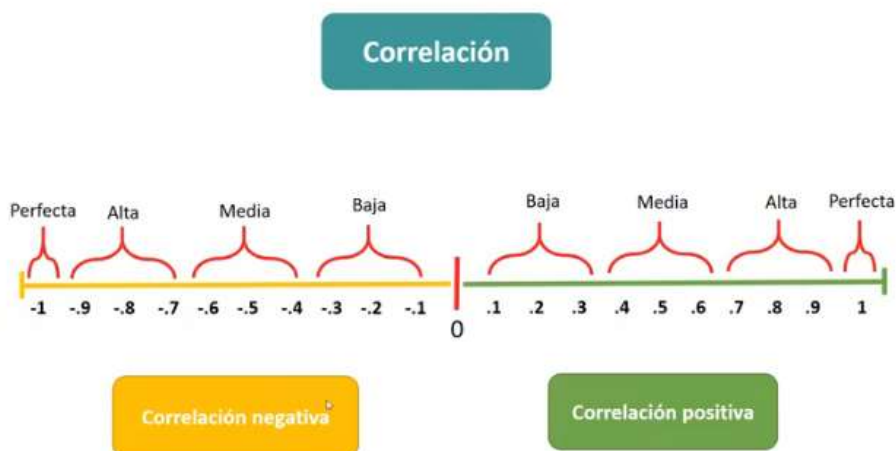 Correlación
Perfecta Alta Media Baja Baja Media Alta Perfecta
-1 -.9 -.8 -.7 -.6 -.5 -.4 -.3 -.2 -.1 0 .1 .2 .3 .4 .5 .6 .7 .8 .9 1
Correlación negativa Correlación positiva